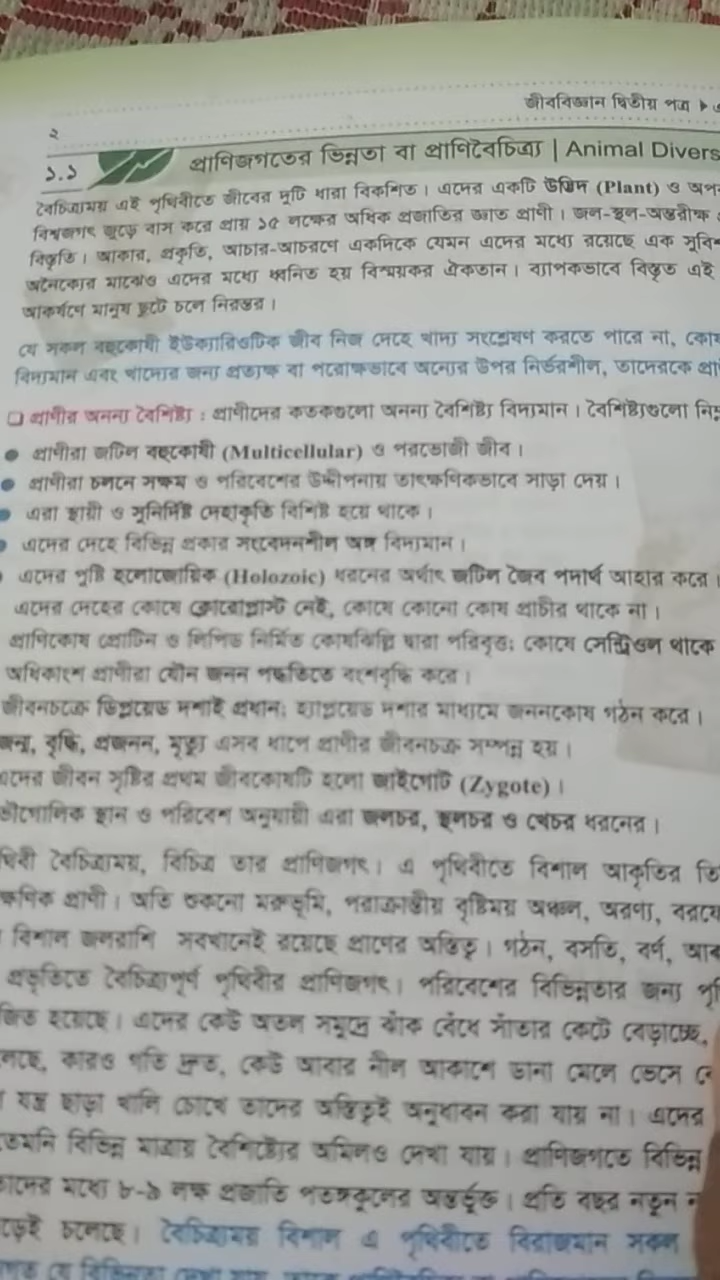 জীববিজ্ঞান দ্বিতীয় পত্র ▶
২
১.১ প্রাণিজগতের ভিন্নতা বা প্রাণিবৈচিত্র্য | Animal Divers
বৈচিত্র্যময় এই পৃথিবীতে জীবের দুটি ধারা বিকশিত। এদের একটি উদ্ভিদ (Plant) ও অপ
বিশ্বজগৎ জুড়ে বাস করে প্রায় ১৫ লক্ষের অধিক প্রজাতির জ্ঞাত প্রাণী। জল-স্থল-অন্তরীক্ষ
বিস্তৃতি। আকার, প্রকৃতি, আচার-আচরণে একদিকে যেমন এদের মধ্যে রয়েছে এক সুবি
অনৈক্যের মাঝেও এদের মধ্যে ধ্বনিত হয় বিস্ময়কর ঐকতান। ব্যাপকভাবে বিস্তৃত এই
আকর্ষণে মানুষ ছুটে চলে নিরন্তর।
যে সকল বহুকোষী ইউক্যারিওটিক জীব নিজ দেহে খাদ্য সংশ্লেষণ করতে পারে না, কোষ
বিদ্যমান এবং খাদ্যের জন্য প্রত্যক্ষ বা পরোক্ষভাবে অন্যের উপর নির্ভরশীল, তাদেরকে প্রা
❑ প্রাণীর অনন্য বৈশিষ্ট্য : প্রাণীদের কতকগুলো অনন্য বৈশিষ্ট্য বিদ্যমান। বৈশিষ্ট্যগুলো নিম্ন
● প্রাণীরা জটিল বহুকোষী (Multicellular) ও পরভোজী জীব।
● প্রাণীরা চলনে সক্ষম ও পরিবেশের উদ্দীপনায় তাৎক্ষণিকভাবে সাড়া দেয়।
● এরা স্থায়ী ও সুনির্দিষ্ট দেহাকৃতি বিশিষ্ট হয়ে থাকে।
● এদের দেহে বিভিন্ন প্রকার সংবেদনশীল অঙ্গ বিদ্যমান।
এদের পুষ্টি হলোজোয়িক (Holozoic) ধরনের অর্থাৎ জটিল জৈব পদার্থ আহার করে।
এদের দেহের কোষে ক্লোরোপ্লাস্ট নেই, কোষে কোনো কোষ প্রাচীর থাকে না।
প্রাণিকোষ প্রোটিন ও লিপিড নির্মিত কোষঝিল্লি দ্বারা পরিবৃত; কোষে সেন্ট্রিওল থাকে
অধিকাংশ প্রাণীরা যৌন জনন পদ্ধতিতে বংশবৃদ্ধি করে।
জীবনচক্রে ডিপ্লয়েড দশাই প্রধান; হ্যাপ্লয়েড দশার মাধ্যমে জননকোষ গঠন করে।
জন্ম, বৃদ্ধি, প্রজনন, মৃত্যু এসব ধাপে প্রাণীর জীবনচক্র সম্পন্ন হয়।
এদের জীবন সৃষ্টির প্রথম জীবকোষটি হলো জাইগোট (Zygote)।
ভৌগোলিক স্থান ও পরিবেশ অনুযায়ী এরা জলচর, স্থলচর ও খেচর ধরনের।
থিবী বৈচিত্র্যময়, বিচিত্র তার প্রাণিজগৎ। এ পৃথিবীতে বিশাল আকৃতির তি
ক্ষণিক প্রাণী। অতি শুকনো মরুভূমি, পরাক্রান্তীয় বৃষ্টিময় অঞ্চল, অরণ্য, বরফে
বিশাল জলরাশি সবখানেই রয়েছে প্রাণের অস্তিত্ব। গঠন, বসতি, বর্ণ, আব
প্রকৃতিতে বৈচিত্র্যপূর্ণ পৃথিবীর প্রাণিজগৎ। পরিবেশের বিভিন্নতার জন্য পৃ
জিত হয়েছে। এদের কেউ অতল সমুদ্রে ঝাঁক বেঁধে সাঁতার কেটে বেড়াচ্ছে,
লছে, কারও গতি দ্রুত, কেউ আবার নীল আকাশে ডানা মেলে ভেসে বে
যন্ত্র ছাড়া খালি চোখে তাদের অস্তিত্বই অনুধাবন করা যায় না। এদের
তেমনি বিভিন্ন মাত্রায় বৈশিষ্ট্যের অমিলও দেখা যায়। প্রাণিজগতে বিভিন্ন
াদের মধ্যে ৮-৯ লক্ষ প্রজাতি পতঙ্গকুলের অন্তর্ভুক্ত। প্রতি বছর নতুন ন
ড়েই চলেছে। বৈচিত্র্যময় বিশাল এ পৃথিবীতে বিরাজমান সকল